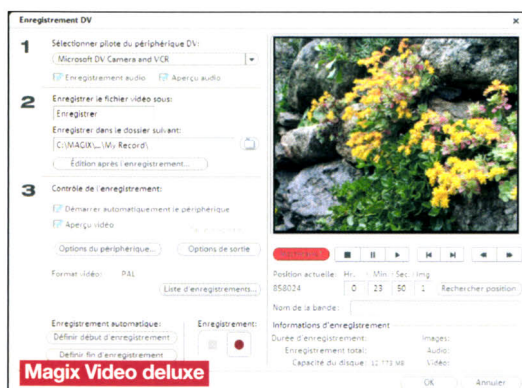 Enregistrement DV
1 Sélectionner pilote du périphérique DV:
Microsoft DV Camera and VCR
Enregistrement audio Aperçu audio
2 Enregistrer le fichier vidéo sous:
Enregistrer
Enregistrer dans le dossier suivant:
C:\MAGIX\...\My Record\
Édition après l'enregistrement...
3 Contrôle de l'enregistrement:
Démarrer automatiquement le périphérique
Aperçu vidéo
Options du périphérique... Options de sortie
Format vidéo: PAL
Liste d'enregistrements...
Enregistrement automatique: Enregistrement:
Définir début d'enregistrement
Définir fin d'enregistrement
Position actuelle: Hr. : Min. : Sec. : Img
858024 0 23 50 1 Rechercher position
Nom de la bande:
Informations d'enregistrement
Durée d'enregistrement: Images:
Enregistrement total: Audio:
Capacité du disque: Vidéo:
OK Annuler
Magix Video deluxe